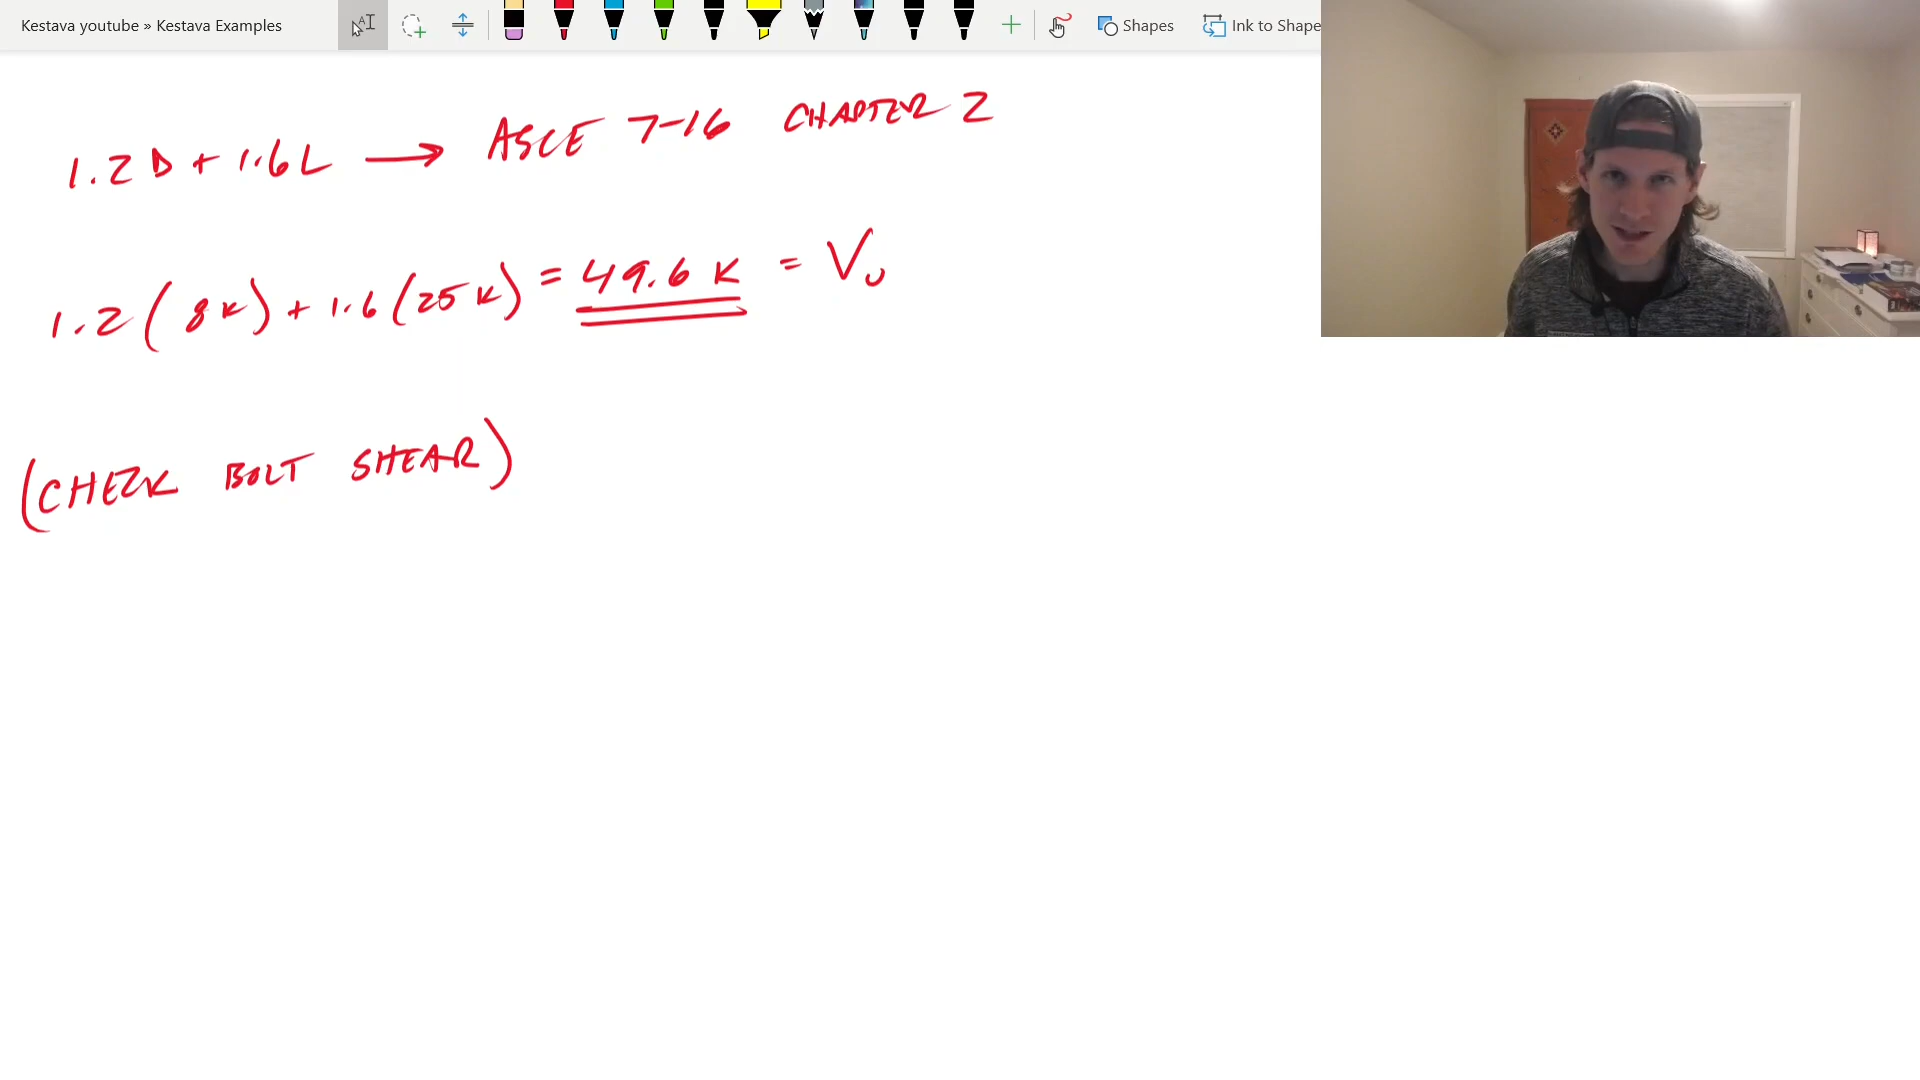 Kestava youtube » Kestava Examples
Shapes
Ink to Shape
1.2D + 1.6L → ASCE 7-16 CHAPTER 2
1.2(8K) + 1.6(25K) = 49.6 K = Vu
(CHECK BOLT SHEAR)